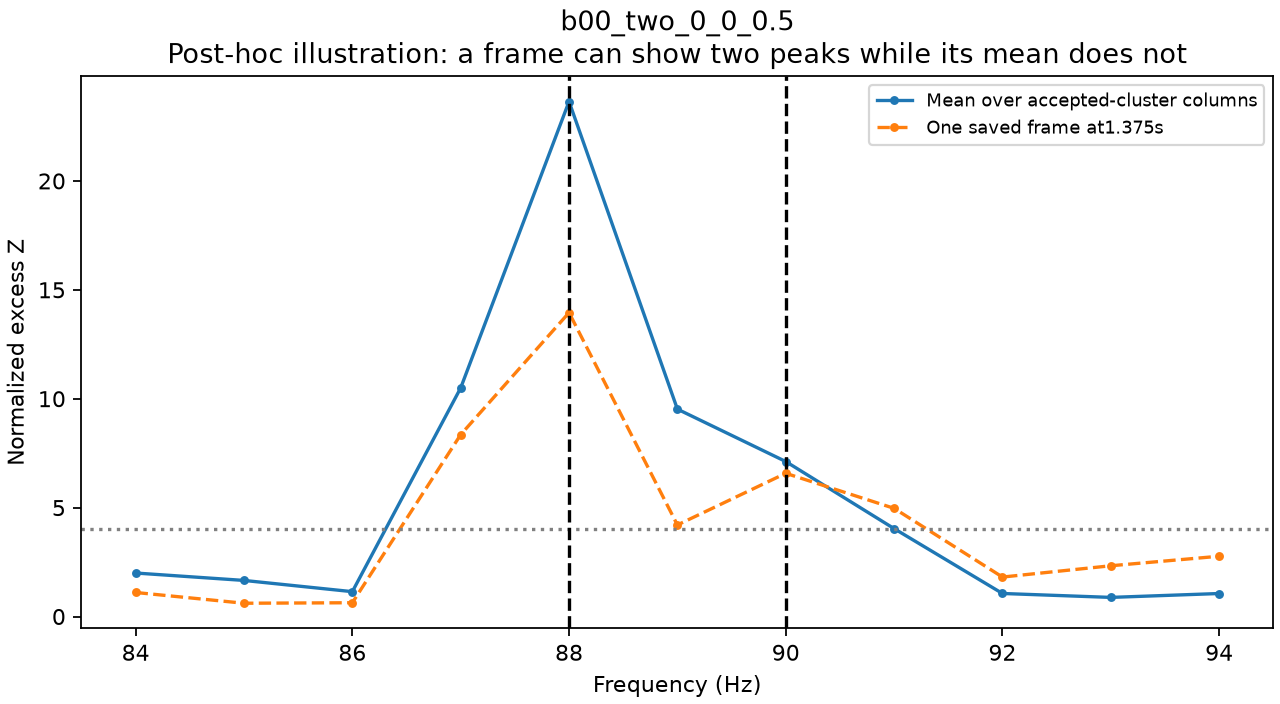 b00_two_0_0_0.5
Post-hoc illustration: a frame can show two peaks while its mean does not
Mean over accepted-cluster columns
One saved frame at1.375s
Normalized excess Z
20
15
10
5
0
84
86
88
90
92
94
Frequency (Hz)